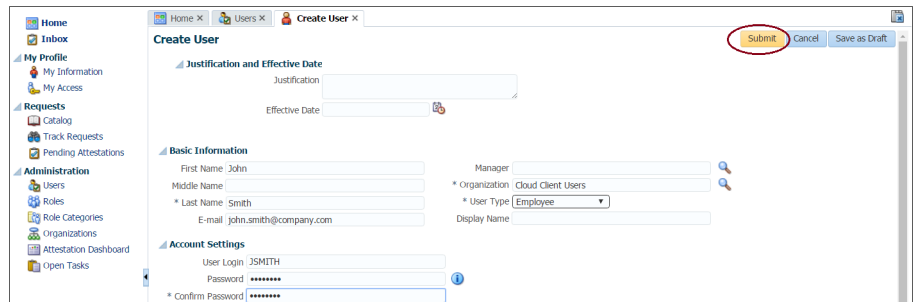 Home
Inbox
My Profile
My Information
My Access
Requests
Catalog
Track Requests
Pending Attestations
Administration
Users
Roles
Role Categories
Organizations
Attestation Dashboard
Open Tasks
Home × Users × Create User ×
Create User Submit Cancel Save as Draft
Justification and Effective Date
Justification
Effective Date
Basic Information
First Name John Manager
Middle Name * Organization Cloud Client Users
* Last Name Smith * User Type Employee
E-mail john.smith@company.com Display Name
Account Settings
User Login JSMITH
Password ••••••••
* Confirm Password ••••••••